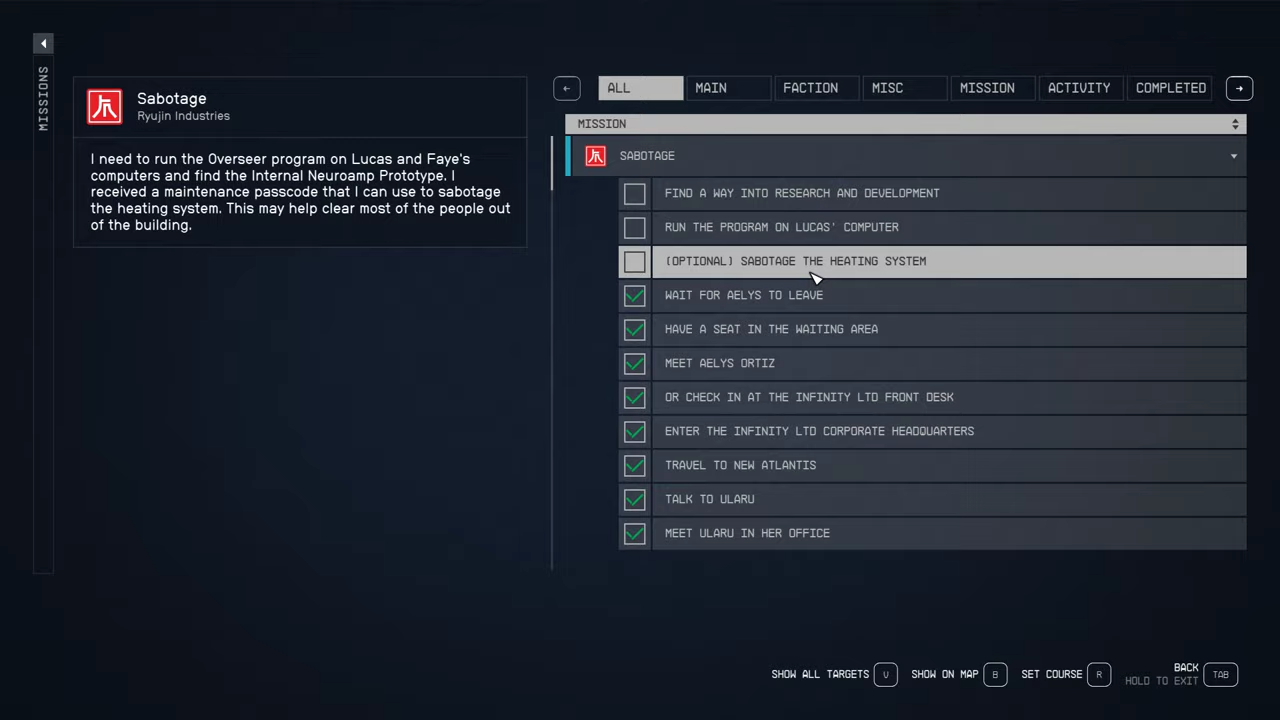 MISSIONS
Sabotage
Ryujin Industries
I need to run the Overseer program on Lucas and Faye's
computers and find the Internal Neuroamp Prototype. I
received a maintenance passcode that I can use to sabotage
the heating system. This may help clear most of the people out
of the building.
ALL MAIN FACTION MISC MISSION ACTIVITY COMPLETED
MISSION
SABOTAGE
FIND A WAY INTO RESEARCH AND DEVELOPMENT
RUN THE PROGRAM ON LUCAS' COMPUTER
(OPTIONAL) SABOTAGE THE HEATING SYSTEM
WAIT FOR AELYS TO LEAVE
HAVE A SEAT IN THE WAITING AREA
MEET AELYS ORTIZ
OR CHECK IN AT THE INFINITY LTD FRONT DESK
ENTER THE INFINITY LTD CORPORATE HEADQUARTERS
TRAVEL TO NEW ATLANTIS
TALK TO ULARU
MEET ULARU IN HER OFFICE
SHOW ALL TARGETS V SHOW ON MAP B SET COURSE R BACK TAB
HOLD TO EXIT